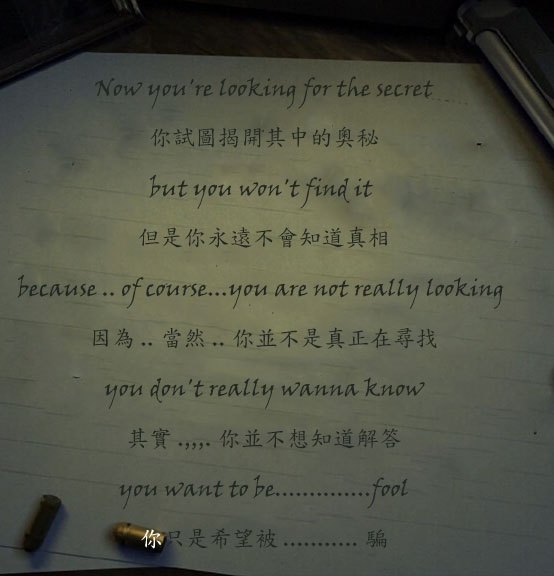 Now you're looking for the secret
你試圖揭開其中的奧秘
but you won't find it
但是你永遠不會知道真相
because .. of course...you are not really looking
因為 .. 當然 .. 你並不是真正在尋找
you don't really wanna know
其實 .,,,. 你並不想知道解答
you want to be..............fool
你只是希望被 ........... 騙